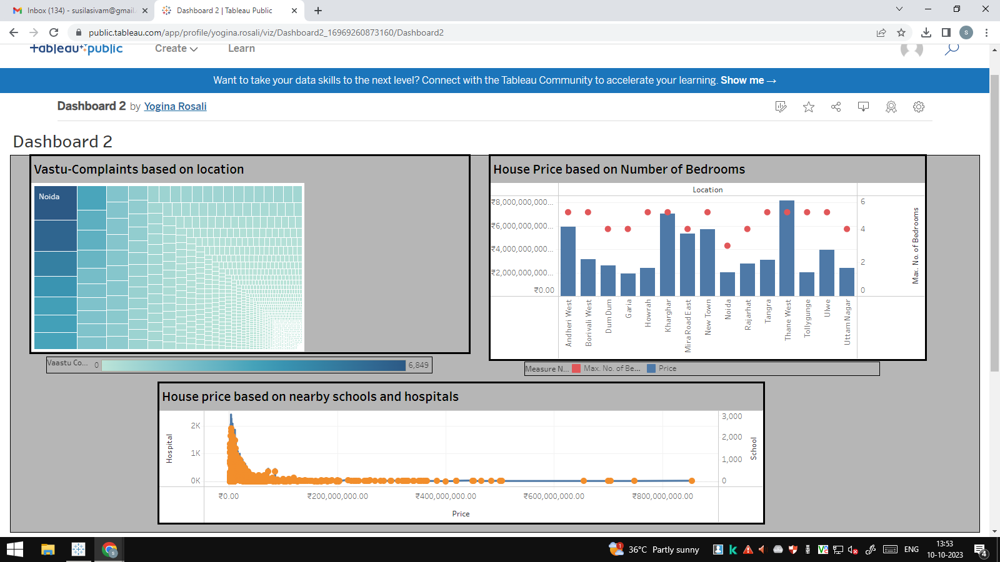 Inbox (134) - susilasivam@gmail.
Dashboard 2 | Tableau Public
public.tableau.com/app/profile/yogina.rosali/viz/Dashboard2_16969260873160/Dashboard2
S
+ableau+public
Create
Learn
Want to take your data skills to the next level? Connect with the Tableau Community to accelerate your learning. Show me →
Dashboard 2 by Yogina Rosali
Dashboard 2
Vastu-Complaints based on location
Noida
Vaastu Co...
0
6,849
House Price based on Number of Bedrooms
Location
₹8,000,000,000...
₹6,000,000,000...
₹4,000,000,000...
₹2,000,000,000...
₹0.00
6
4
2
0
Max. No. of Bedrooms
Andheri West
Borivali West
Dum Dum
Garia
Howrah
Kharghar
Mira Road East
New Town
Noida
Rajarhat
Tangra
Thane West
Tollygunge
Ulwe
Uttam Nagar
Measure N...
Max. No. of Be...
Price
House price based on nearby schools and hospitals
Hospital
2K
1K
0K
3,000
2,000
1,000
0
School
₹0.00
₹200,000,000.00
₹400,000,000.00
₹600,000,000.00
₹800,000,000.00
Price
S
1
36°C Partly sunny
ENG
13:53
10-10-2023
4